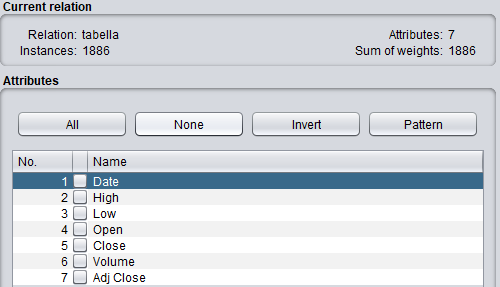 Current relation
Relation: tabella Attributes: 7
Instances: 1886 Sum of weights: 1886
Attributes
All None Invert Pattern
No. Name
1 Date
2 High
3 Low
4 Open
5 Close
6 Volume
7 Adj Close